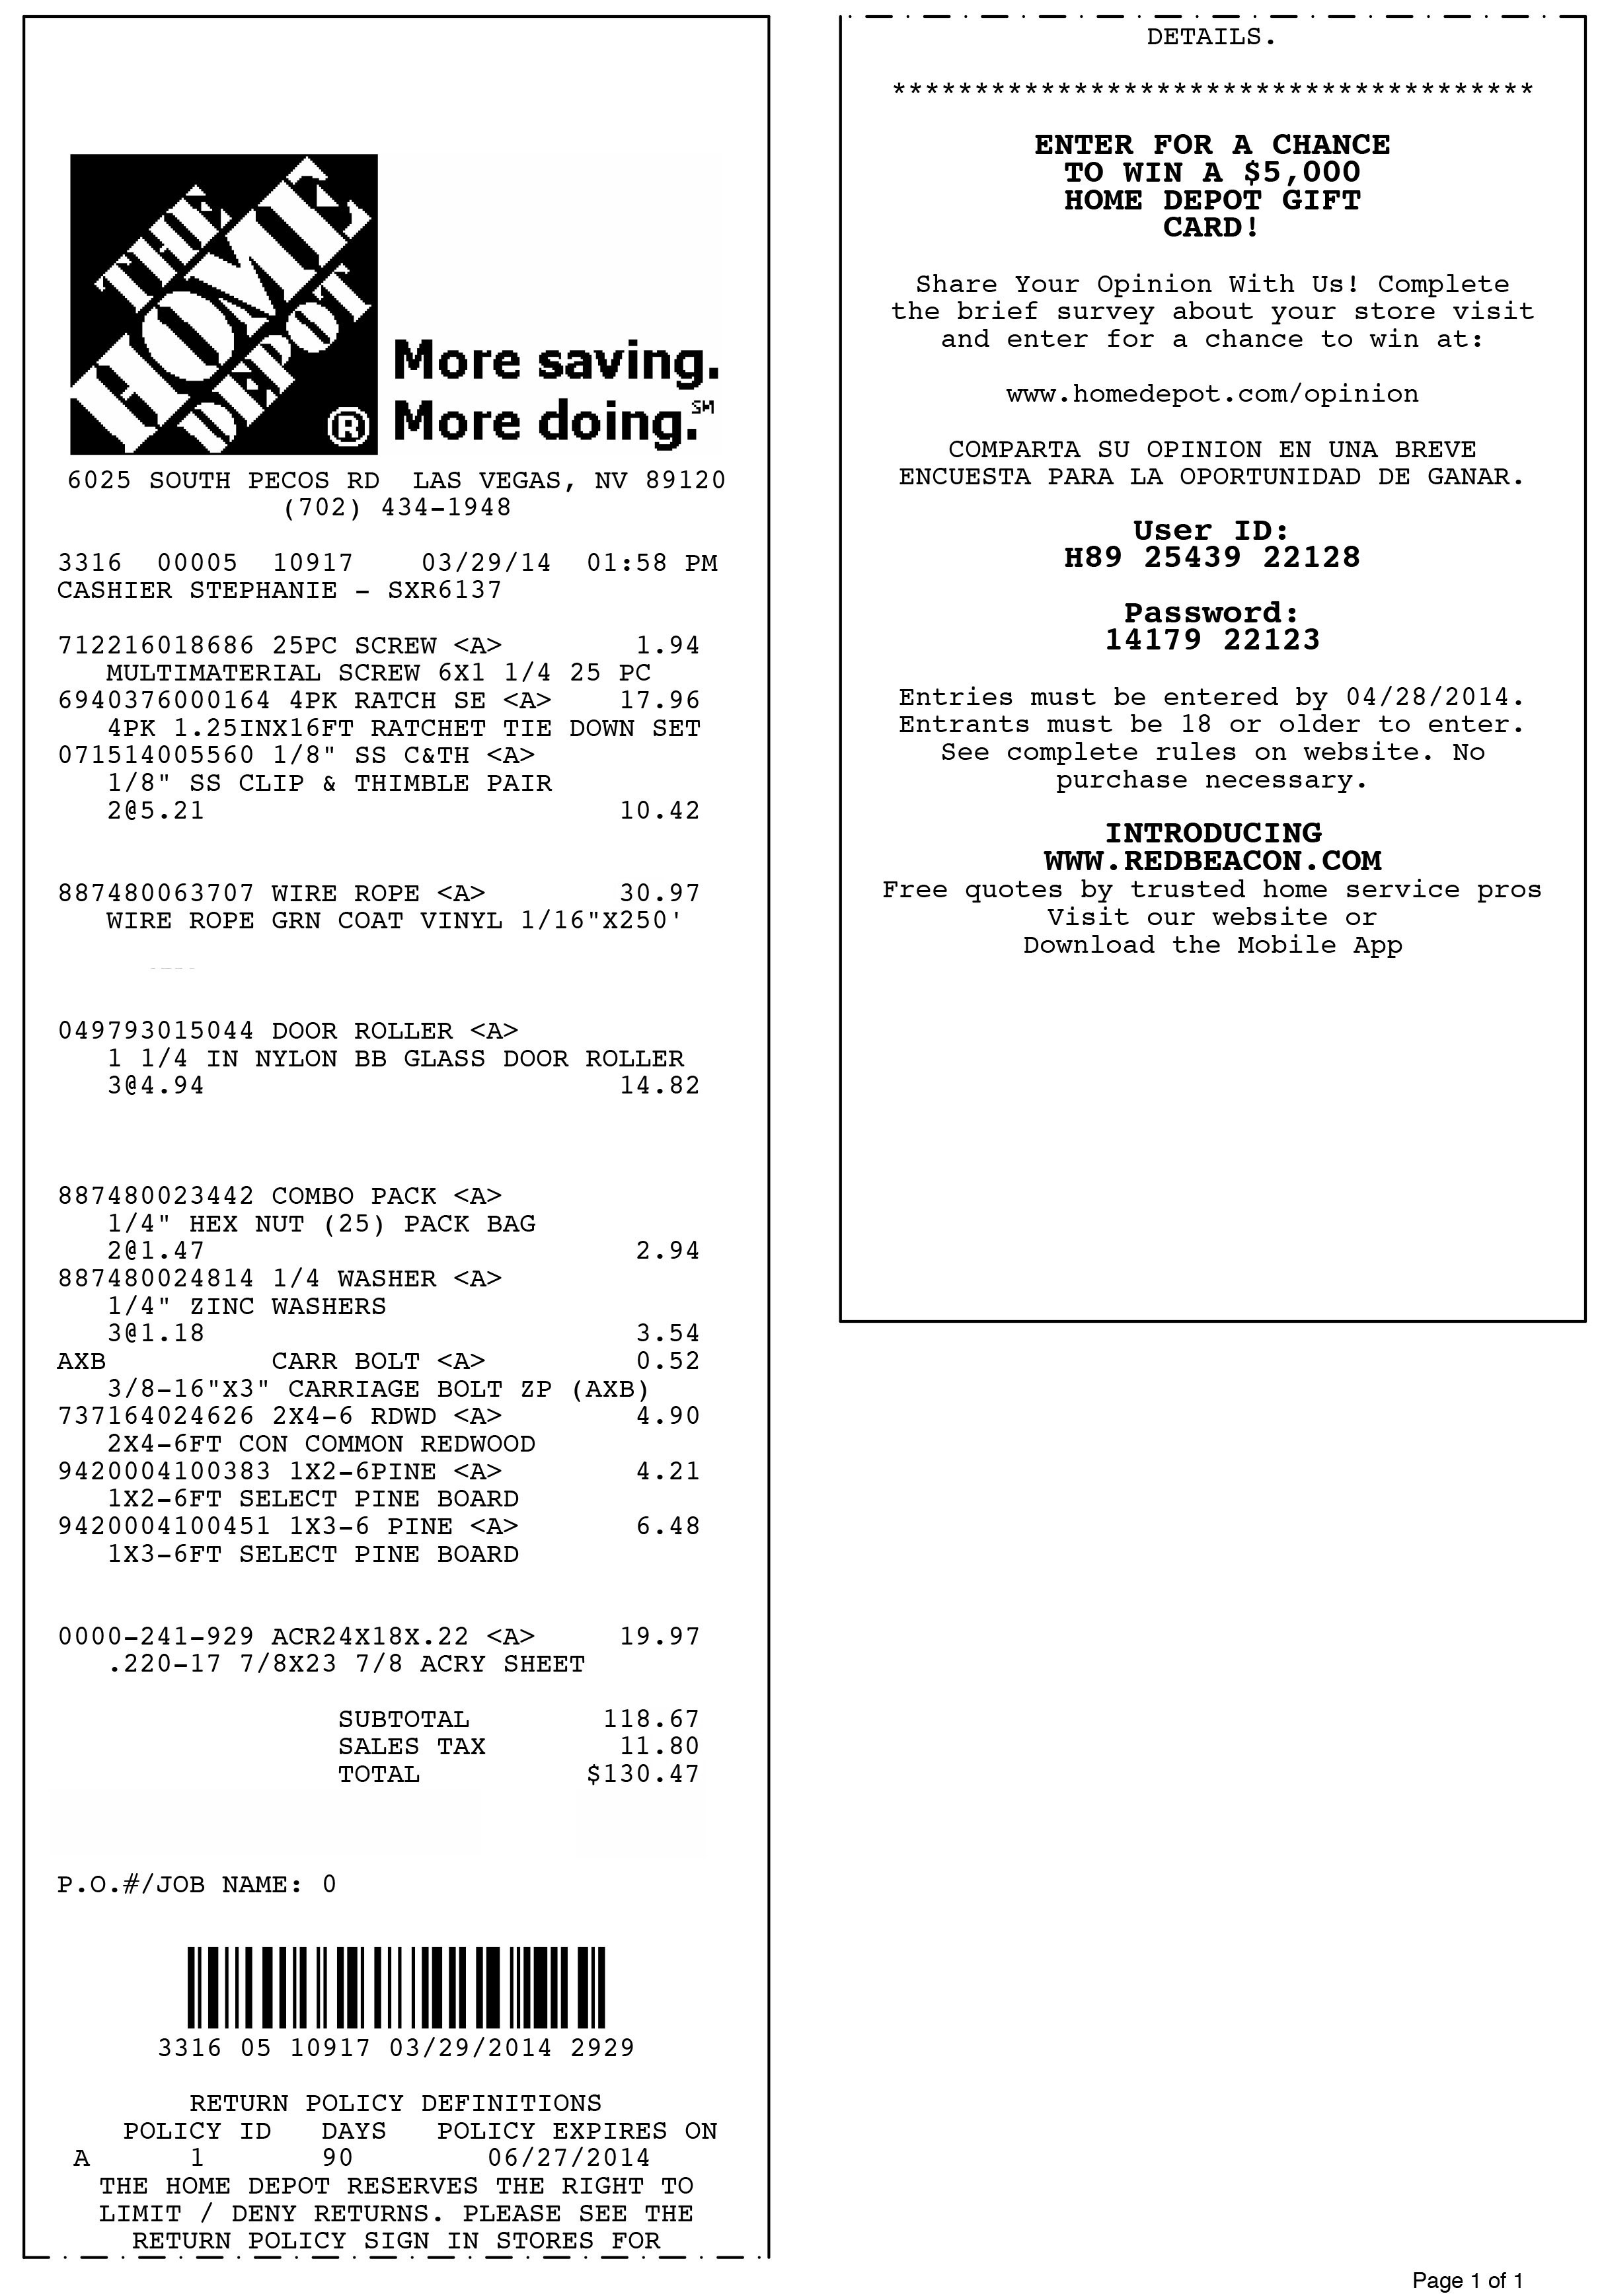 THE
HOME
DEPOT
®
More saving.
More doing.℠
6025 SOUTH PECOS RD  LAS VEGAS, NV 89120
(702) 434-1948
3316  00005  10917    03/29/14  01:58 PM
CASHIER STEPHANIE - SXR6137
712216018686 25PC SCREW <A>        1.94
MULTIMATERIAL SCREW 6X1 1/4 25 PC
6940376000164 4PK RATCH SE <A>    17.96
4PK 1.25INX16FT RATCHET TIE DOWN SET
071514005560 1/8" SS C&TH <A>
1/8" SS CLIP & THIMBLE PAIR
2@5.21                         10.42
887480063707 WIRE ROPE <A>        30.97
WIRE ROPE GRN COAT VINYL 1/16"X250'
049793015044 DOOR ROLLER <A>
1 1/4 IN NYLON BB GLASS DOOR ROLLER
3@4.94                         14.82
887480023442 COMBO PACK <A>
1/4" HEX NUT (25) PACK BAG
2@1.47                          2.94
887480024814 1/4 WASHER <A>
1/4" ZINC WASHERS
3@1.18                          3.54
AXB          CARR BOLT <A>         0.52
3/8-16"X3" CARRIAGE BOLT ZP (AXB)
737164024626 2X4-6 RDWD <A>        4.90
2X4-6FT CON COMMON REDWOOD
9420004100383 1X2-6PINE <A>        4.21
1X2-6FT SELECT PINE BOARD
9420004100451 1X3-6 PINE <A>       6.48
1X3-6FT SELECT PINE BOARD
0000-241-929 ACR24X18X.22 <A>     19.97
.220-17 7/8X23 7/8 ACRY SHEET
SUBTOTAL        118.67
SALES TAX        11.80
TOTAL          $130.47
P.O.#/JOB NAME: 0
3316 05 10917 03/29/2014 2929
RETURN POLICY DEFINITIONS
POLICY ID   DAYS   POLICY EXPIRES ON
A      1       90        06/27/2014
THE HOME DEPOT RESERVES THE RIGHT TO
LIMIT / DENY RETURNS. PLEASE SEE THE
RETURN POLICY SIGN IN STORES FOR
DETAILS.
***************************************
ENTER FOR A CHANCE
TO WIN A $5,000
HOME DEPOT GIFT
CARD!
Share Your Opinion With Us! Complete
the brief survey about your store visit
and enter for a chance to win at:
www.homedepot.com/opinion
COMPARTA SU OPINION EN UNA BREVE
ENCUESTA PARA LA OPORTUNIDAD DE GANAR.
User ID:
H89 25439 22128
Password:
14179 22123
Entries must be entered by 04/28/2014.
Entrants must be 18 or older to enter.
See complete rules on website. No
purchase necessary.
INTRODUCING
WWW.REDBEACON.COM
Free quotes by trusted home service pros
Visit our website or
Download the Mobile App
Page 1 of 1